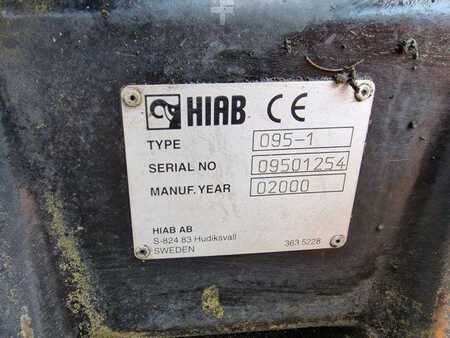 HIAB CE
TYPE 095-1
SERIAL NO 09501254
MANUF. YEAR 02000
HIAB AB
S-824 83 Hudiksvall 363 5228
SWEDEN